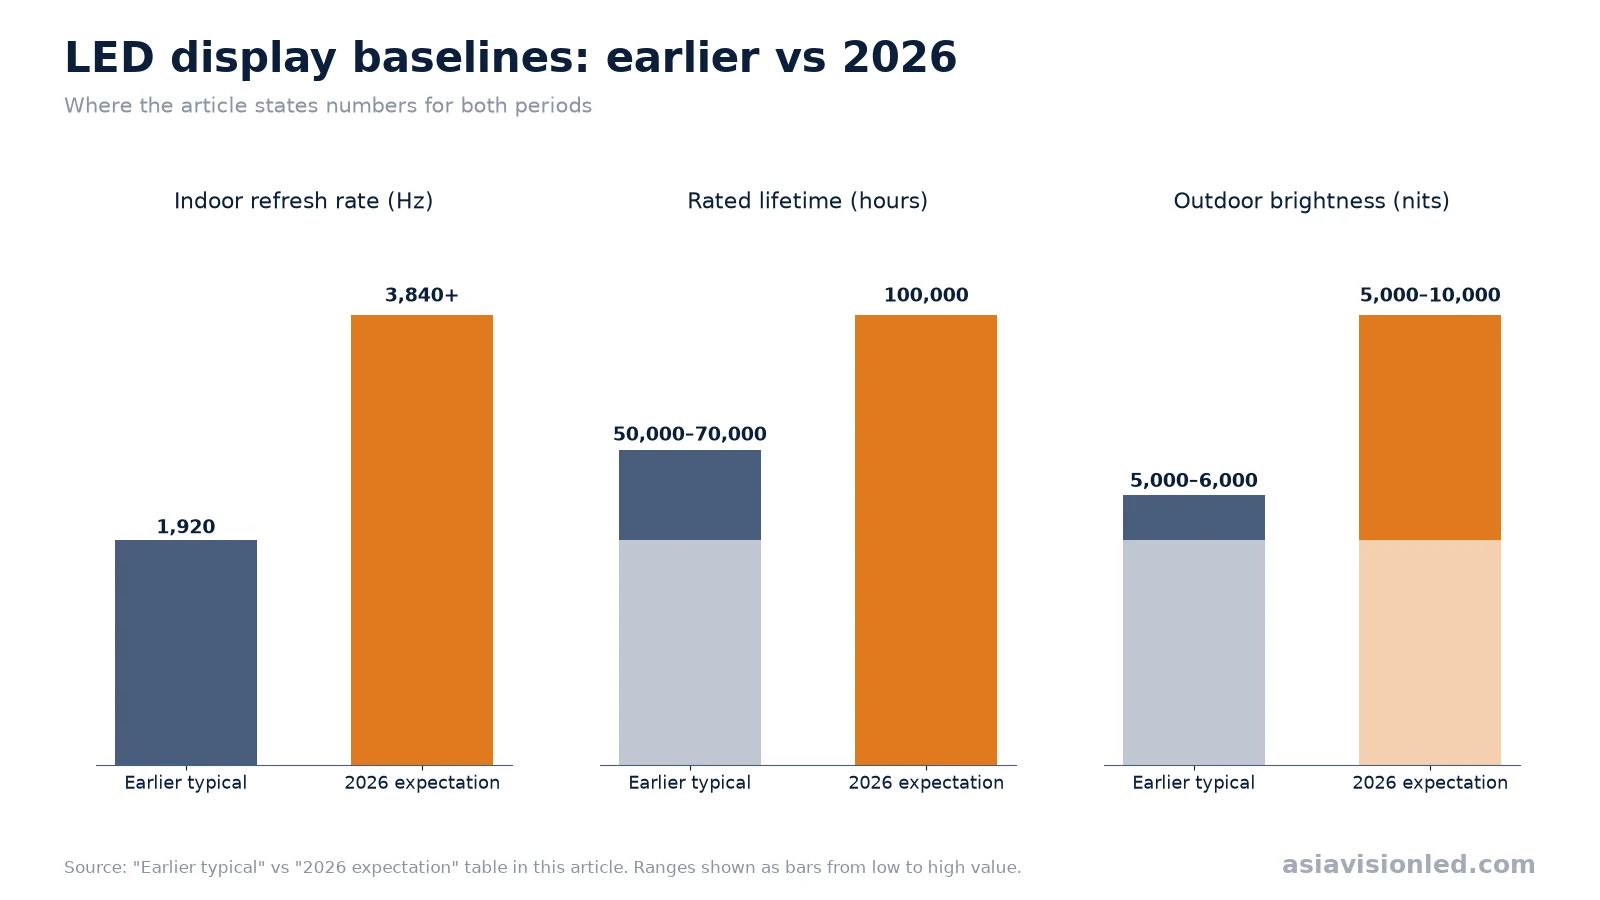 LED display baselines: earlier vs 2026
Where the article states numbers for both periods
Indoor refresh rate (Hz)
1,920
3,840+
Earlier typical
2026 expectation
Rated lifetime (hours)
50,000–70,000
100,000
Earlier typical
2026 expectation
Outdoor brightness (nits)
5,000–6,000
5,000–10,000
Earlier typical
2026 expectation
Source: "Earlier typical" vs "2026 expectation" table in this article. Ranges shown as bars from low to high value.
asiavisionled.com